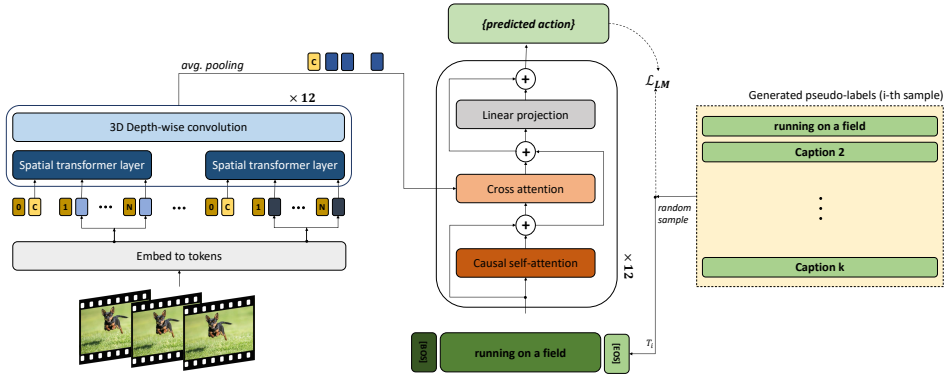 {predicted action}
avg. pooling
C
× 12
ℒ_LM
Generated pseudo-labels (i-th sample)
3D Depth-wise convolution
Linear projection
running on a field
Caption 2
Spatial transformer layer
Spatial transformer layer
Cross attention
0 C 1 ••• N ••• 0 C 1 ••• N
random
sample
Embed to tokens
Causal self-attention
× 12
Caption k
[BOS]
running on a field
[EOS]
T_i